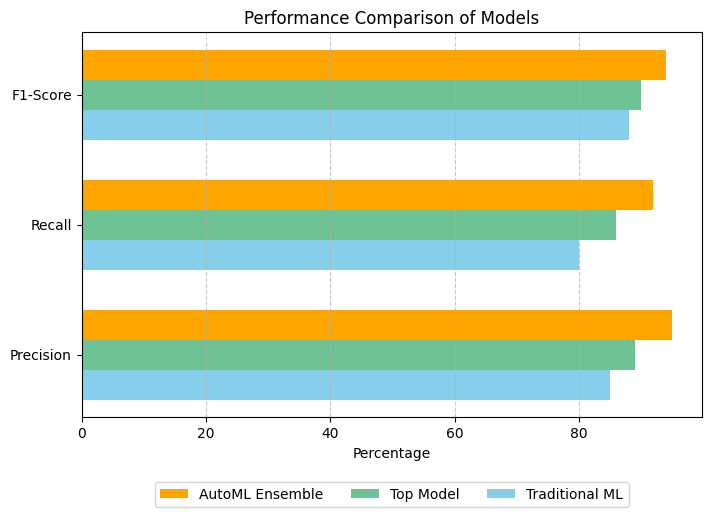 Performance Comparison of Models
F1-Score
Recall
Precision
0 20 40 60 80
Percentage
AutoML Ensemble Top Model Traditional ML